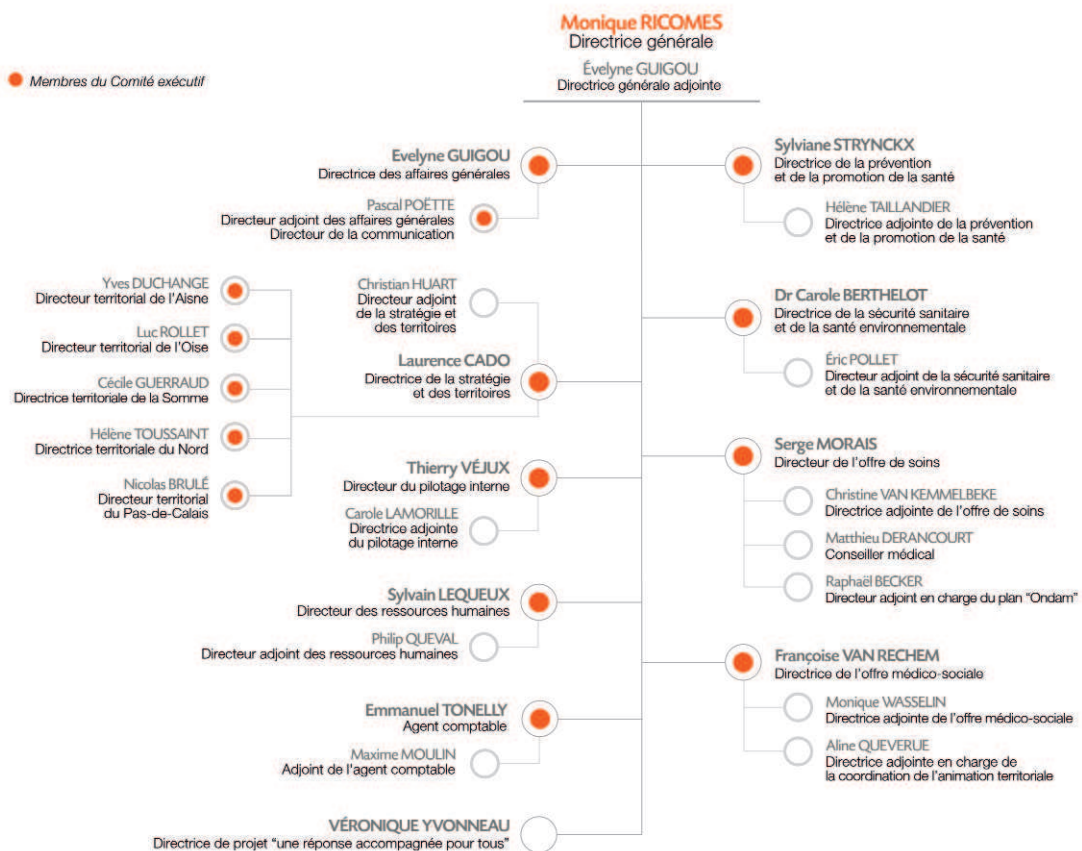 Monique RICOMES
Directrice générale
Évelyne GUIGOU
Directrice générale adjointe
Membres du Comité exécutif
Evelyne GUIGOU
Directrice des affaires générales
Pascal POËTTE
Directeur adjoint des affaires générales
Directeur de la communication
Yves DUCHANGE
Directeur territorial de l'Aisne
Luc ROLLET
Directeur territorial de l'Oise
Cécile GUERRAUD
Directrice territoriale de la Somme
Hélène TOUSSAINT
Directrice territoriale du Nord
Nicolas BRULÉ
Directeur territorial
du Pas-de-Calais
Christian HUART
Directeur adjoint
de la stratégie et
des territoires
Laurence CADO
Directrice de la stratégie
et des territoires
Thierry VÉJUX
Directeur du pilotage interne
Carole LAMORILLE
Directrice adjointe
du pilotage interne
Sylvain LEQUEUX
Directeur des ressources humaines
Philip QUEVAL
Directeur adjoint des ressources humaines
Emmanuel TONELLY
Agent comptable
Maxime MOULIN
Adjoint de l'agent comptable
VÉRONIQUE YVONNEAU
Directrice de projet "une réponse accompagnée pour tous"
Sylviane STRYNCKX
Directrice de la prévention
et de la promotion de la santé
Hélène TAILLANDIER
Directrice adjointe de la prévention
et de la promotion de la santé
Dr Carole BERTHELOT
Directrice de la sécurité sanitaire
et de la santé environnementale
Éric POLLET
Directeur adjoint de la sécurité sanitaire
et de la santé environnementale
Serge MORAIS
Directeur de l'offre de soins
Christine VAN KEMMELBEKE
Directrice adjointe de l'offre de soins
Matthieu DERANCOURT
Conseiller médical
Raphaël BECKER
Directeur adjoint en charge du plan "Ondam"
Françoise VAN RECHEM
Directrice de l'offre médico-sociale
Monique WASSELIN
Directrice adjointe de l'offre médico-sociale
Aline QUEVERUE
Directrice adjointe en charge de
la coordination de l'animation territoriale